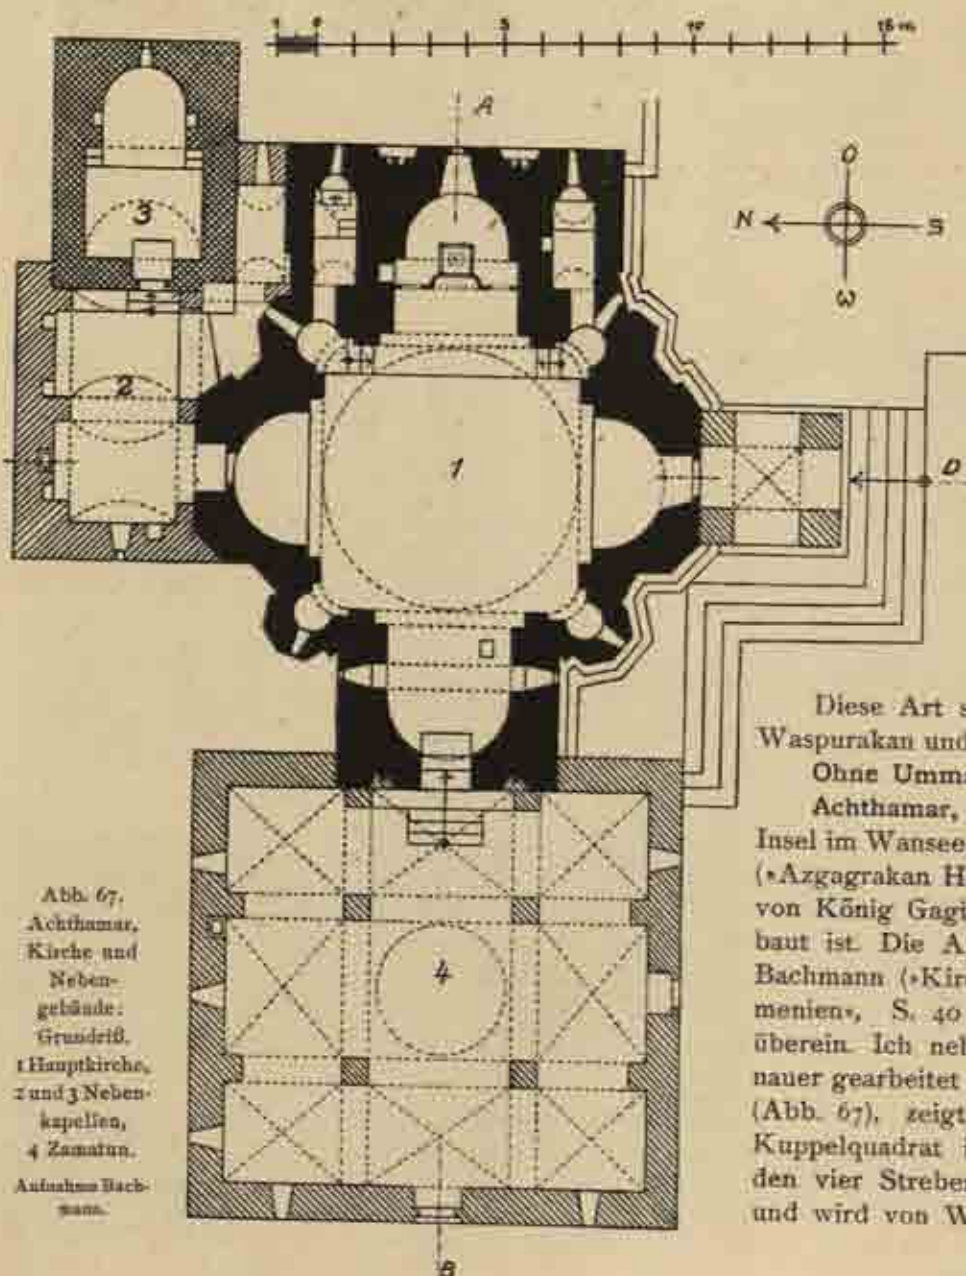 1 0 5 10 15 m.
A
O
N S
W
3
2
1
D
4
B
Abb. 67.
Achthamar,
Kirche und
Neben-
gebäude:
Grundriß.
1 Hauptkirche,
2 und 3 Neben-
kapellen,
4 Zamatun.
Aufnahme Bach-
mann.
Diese Art s
Waspurakan und
Ohne Umma
Achthamar,
Insel im Wansee
(»Azgagrakan H
von König Gagi
baut ist. Die A
Bachmann (»Kir
menien«, S. 40
überein. Ich neh
nauer gearbeitet
(Abb. 67), zeigt
Kuppelquadrat i
den vier Streben
und wird von W